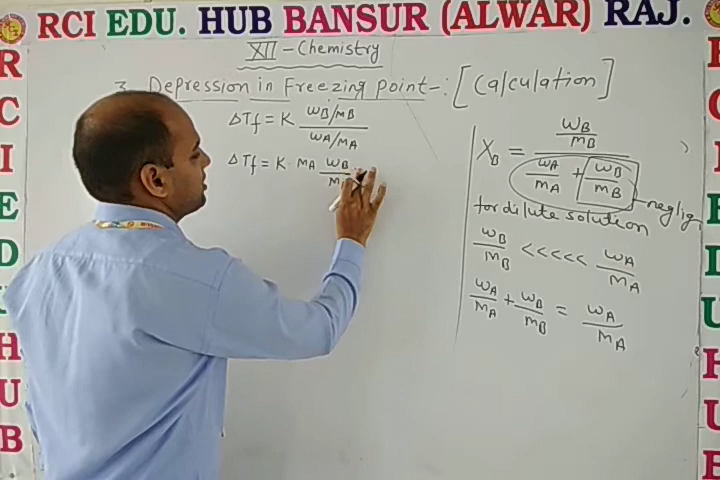 RCI EDU. HUB BANSUR (ALWAR) RAJ.
R
C
I
E
D
H
U
B
XII - Chemistry
3. Depression in Freezing point -: [Calculation]
ΔTf = K (WB/MB)/(WA/MA)
ΔTf = K · MA WB/M
XB = (WB/MB)/(WA/MA + WB/MB)
neglig
for dilute solution
WB/MB <<<<< WA/MA
WA/MA + WB/MB = WA/MA